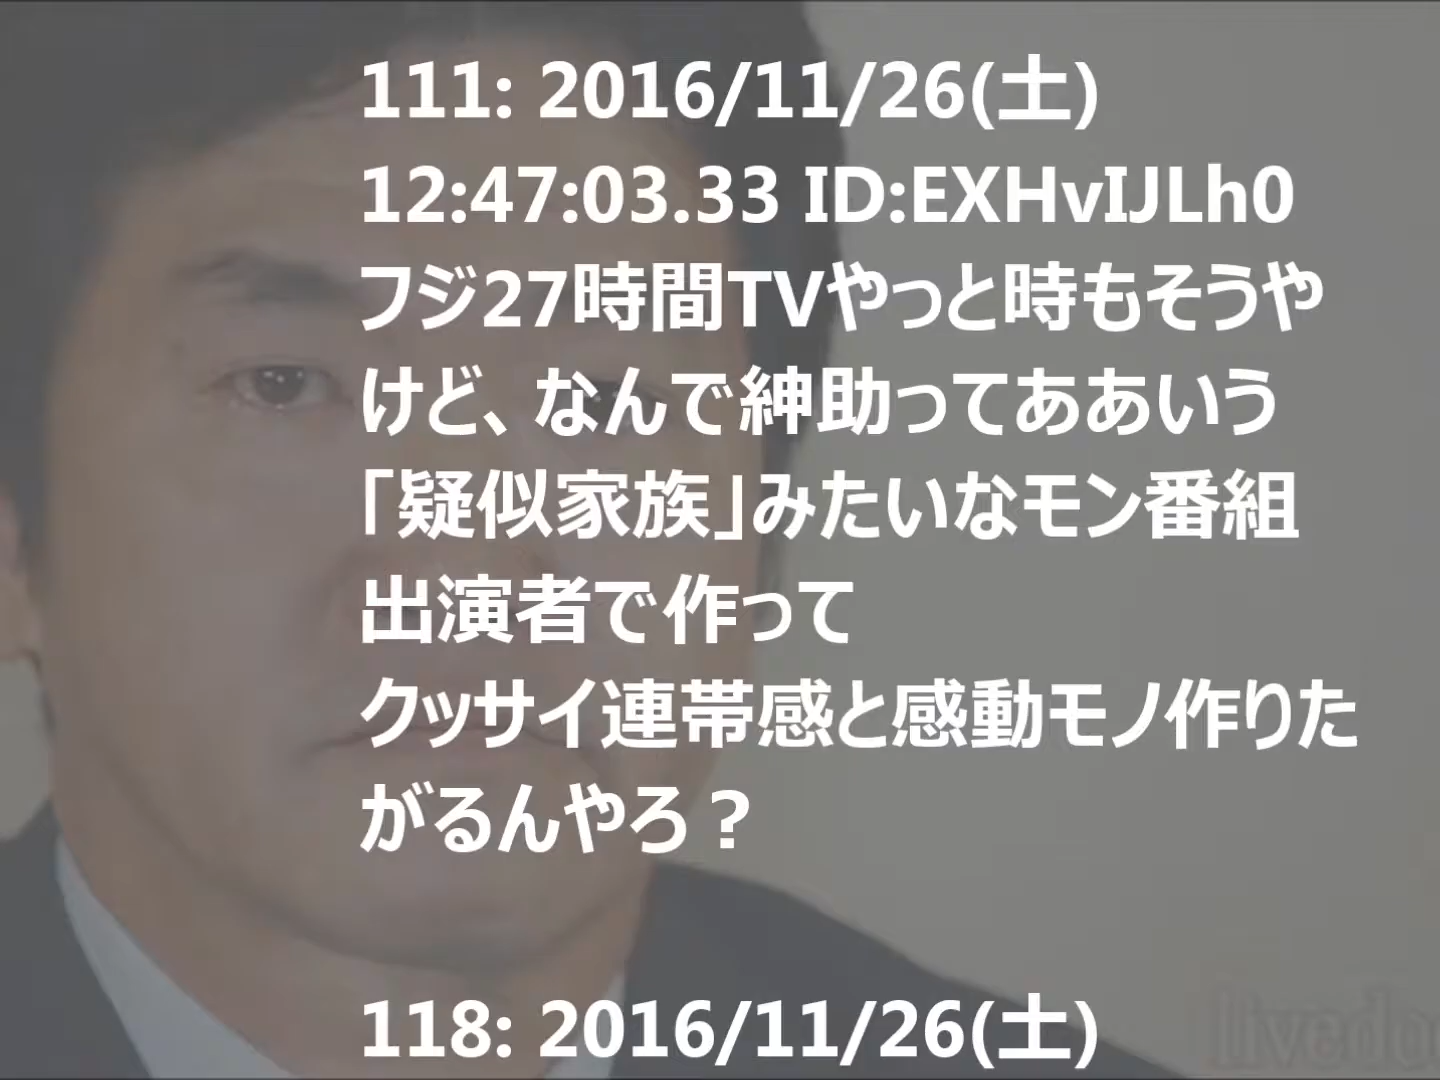 111: 2016/11/26(土)
12:47:03.33 ID:EXHvIJLh0
フジ27時間TVやっと時もそうや
けど、なんで紳助ってああいう
「疑似家族」みたいなモン番組
出演者で作って
クッサイ連帯感と感動モノ作りた
がるんやろ？
118: 2016/11/26(土)